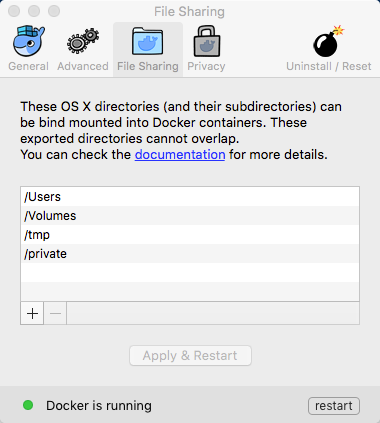 File Sharing
General Advanced File Sharing Privacy Uninstall / Reset
These OS X directories (and their subdirectories) can
be bind mounted into Docker containers. These
exported directories cannot overlap.
You can check the documentation for more details.
/Users
/Volumes
/tmp
/private
+ −
Apply & Restart
Docker is running restart